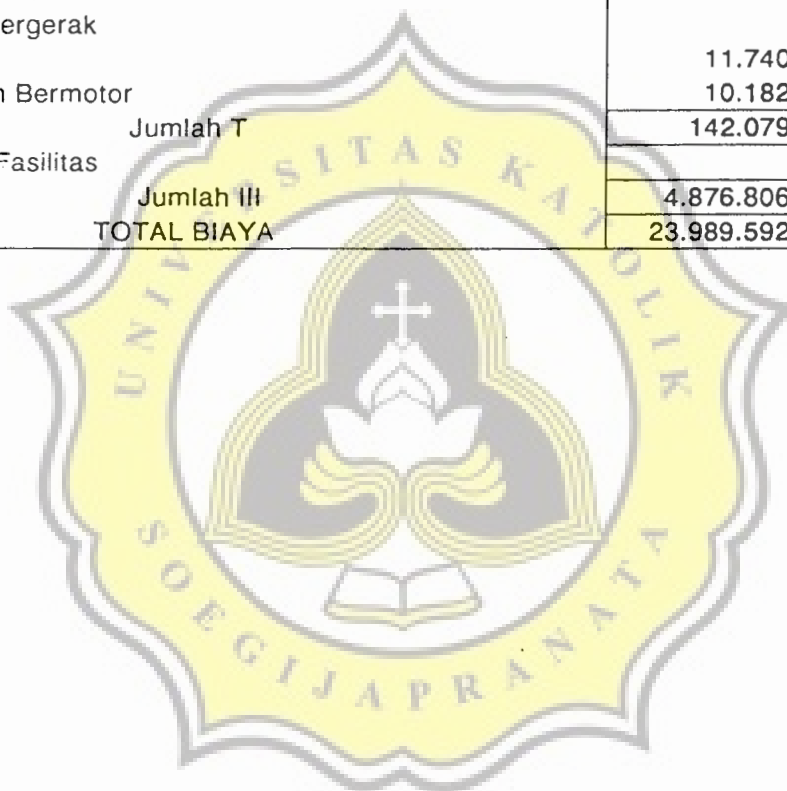 ergerak
11.740
n Bermotor 10.182
Jumlah T 142.079
Fasilitas
Jumlah III 4.876.806
TOTAL BIAYA 23.989.592
UNIVERSITAS KATOLIK
SOEGIJAPRANATA